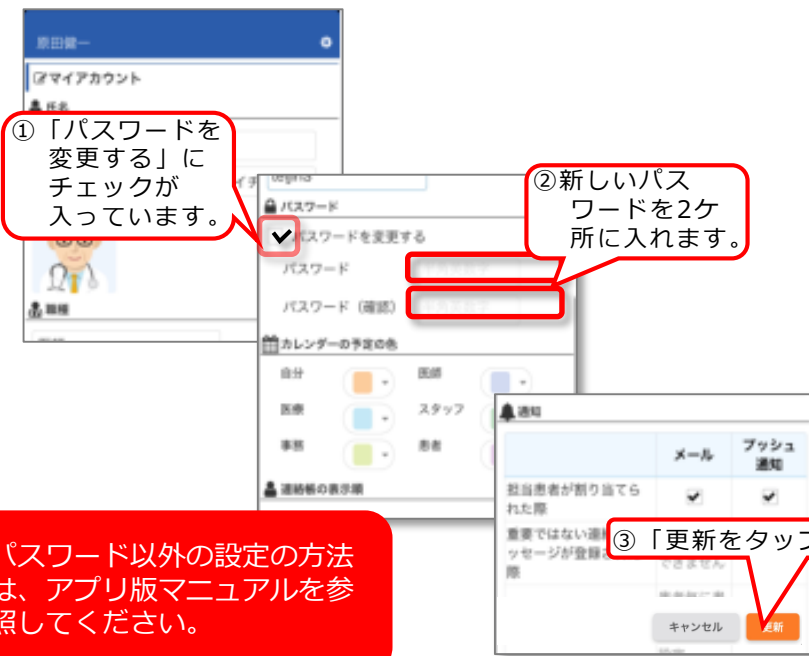 原田健一
マイアカウント
氏名
①「パスワードを
変更する」に
チェックが
入っています。
職種
パスワード
パスワードを変更する
パスワード
パスワード（確認）
②新しいパス
ワードを2ケ
所に入れます。
カレンダーの予定の色
自分
医師
医療
スタッフ
事務
患者
連絡帳の表示順
通知
メール
プッシュ
通知
担当患者が割り当てら
れた際
重要ではない連
ッセージが登録さ
際
できません
③「更新をタップ
キャンセル
更新
パスワード以外の設定の方法
は、アプリ版マニュアルを参
照してください。